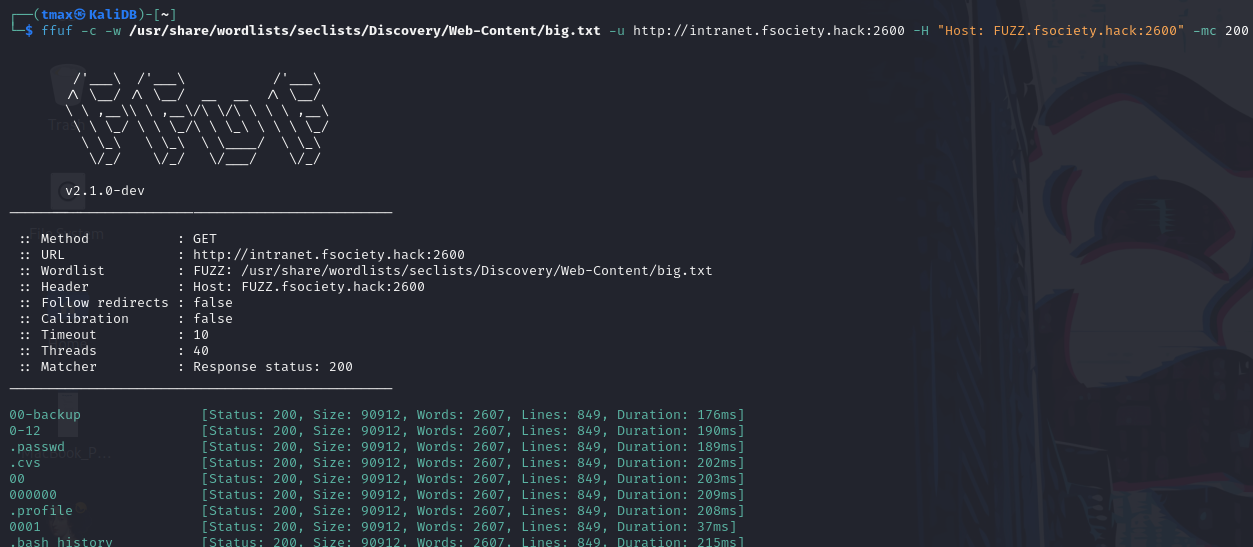 ┌──(tmax㉿KaliDB)-[~]
└─$ ffuf -c -w /usr/share/wordlists/seclists/Discovery/Web-Content/big.txt -u http://intranet.fsociety.hack:2600 -H "Host: FUZZ.fsociety.hack:2600" -mc 200
v2.1.0-dev
:: Method : GET
:: URL : http://intranet.fsociety.hack:2600
:: Wordlist : FUZZ: /usr/share/wordlists/seclists/Discovery/Web-Content/big.txt
:: Header : Host: FUZZ.fsociety.hack:2600
:: Follow redirects : false
:: Calibration : false
:: Timeout : 10
:: Threads : 40
:: Matcher : Response status: 200
00-backup [Status: 200, Size: 90912, Words: 2607, Lines: 849, Duration: 176ms]
0-12 [Status: 200, Size: 90912, Words: 2607, Lines: 849, Duration: 190ms]
.passwd [Status: 200, Size: 90912, Words: 2607, Lines: 849, Duration: 189ms]
.cvs [Status: 200, Size: 90912, Words: 2607, Lines: 849, Duration: 202ms]
00 [Status: 200, Size: 90912, Words: 2607, Lines: 849, Duration: 203ms]
000000 [Status: 200, Size: 90912, Words: 2607, Lines: 849, Duration: 209ms]
.profile [Status: 200, Size: 90912, Words: 2607, Lines: 849, Duration: 208ms]
0001 [Status: 200, Size: 90912, Words: 2607, Lines: 849, Duration: 37ms]
.bash_history [Status: 200, Size: 90912, Words: 2607, Lines: 849, Duration: 215ms]